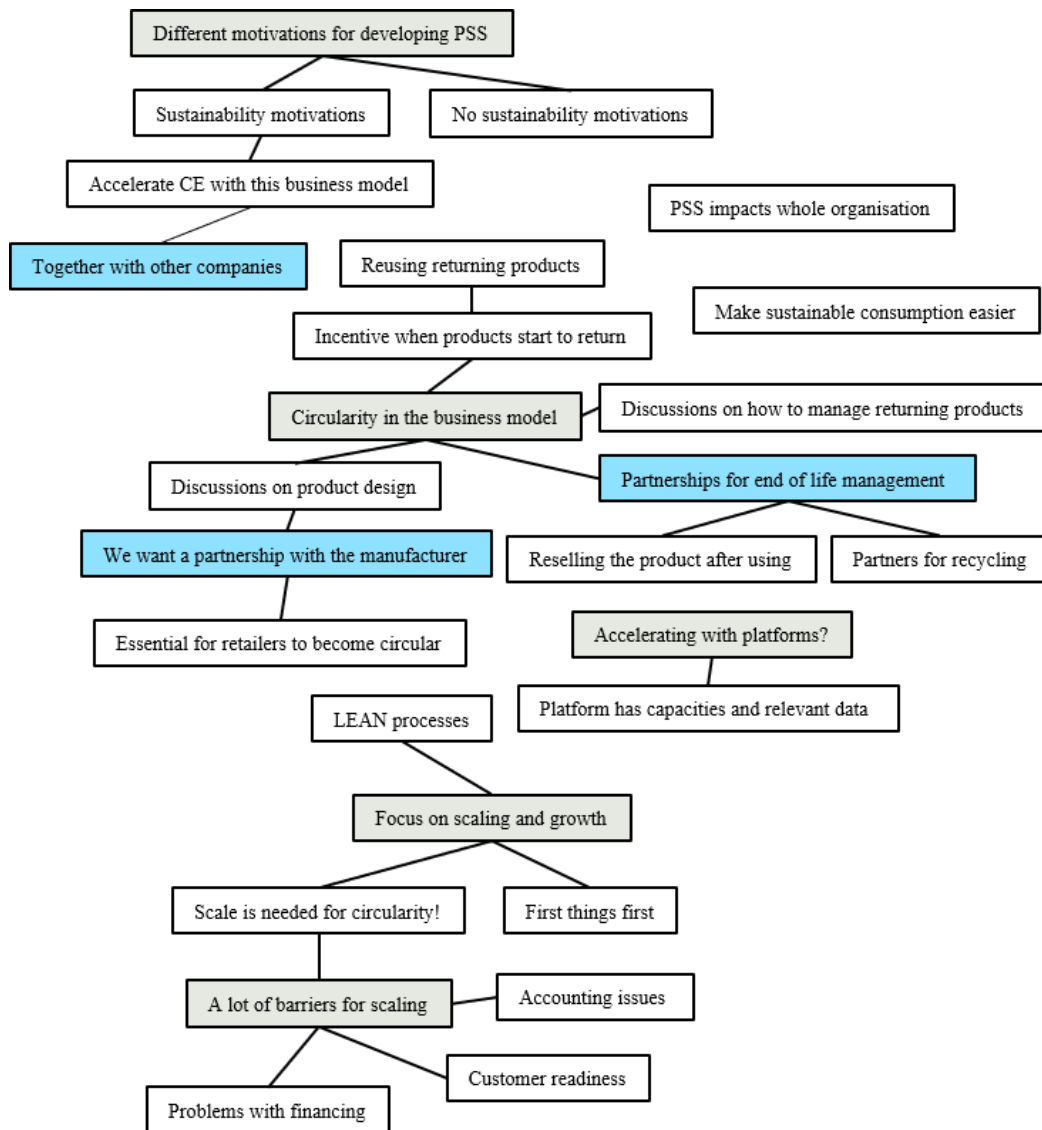 Different motivations for developing PSS
Sustainability motivations
No sustainability motivations
Accelerate CE with this business model
PSS impacts whole organisation
Together with other companies
Reusing returning products
Make sustainable consumption easier
Incentive when products start to return
Circularity in the business model
Discussions on how to manage returning products
Discussions on product design
Partnerships for end of life management
We want a partnership with the manufacturer
Reselling the product after using
Partners for recycling
Essential for retailers to become circular
Accelerating with platforms?
Platform has capacities and relevant data
LEAN processes
Focus on scaling and growth
Scale is needed for circularity!
First things first
A lot of barriers for scaling
Accounting issues
Customer readiness
Problems with financing